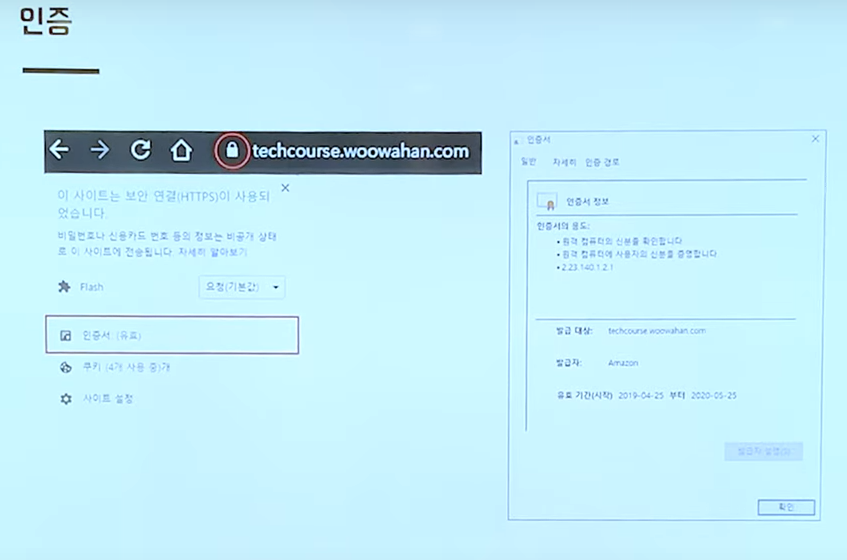 인증
techcourse.woowahan.com
이 사이트는 보안 연결(HTTPS)이 사용되
었습니다.
비밀번호나 신용카드 번호 등의 정보는 비공개 상태
로 이 사이트에 전송됩니다. 자세히 알아보기
Flash
요청(기본값)
인증서 (유효)
쿠키 (4개 사용 중)개
사이트 설정
인증서
일반 자세히 인증 경로
인증서 정보
인증서의 용도:
• 원격 컴퓨터의 신분을 확인합니다
• 원격 컴퓨터에 사용자의 신분을 증명합니다
• 2.23.140.1.2.1
발급 대상: techcourse.woowahan.com
발급자: Amazon
유효 기간(시작) 2019-04-25 부터 2020-05-25
발급자 설명(S)
확인